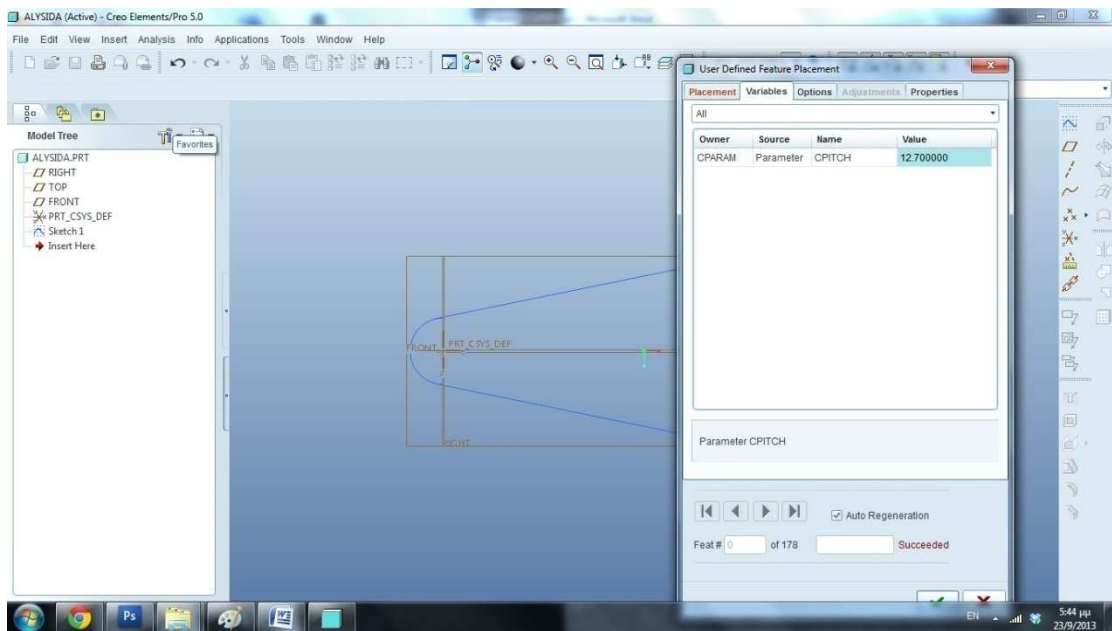 ALYSIDA (Active) - Creo Elements/Pro 5.0
File Edit View Insert Analysis Info Applications Tools Window Help
User Defined Feature Placement
Placement Variables Options Adjustments Properties
All
Owner Source Name Value
CPARAM Parameter CPITCH 12.700000
Model Tree
Favorites
ALYSIDA.PRT
RIGHT
TOP
FRONT
PRT_CSYS_DEF
Sketch 1
Insert Here
FRONT PRT_CSYS_DEF
RIGHT
Parameter CPITCH
Auto Regeneration
Feat # 0 of 178 Succeeded
Ps
EN
5:44 μμ
23/9/2013